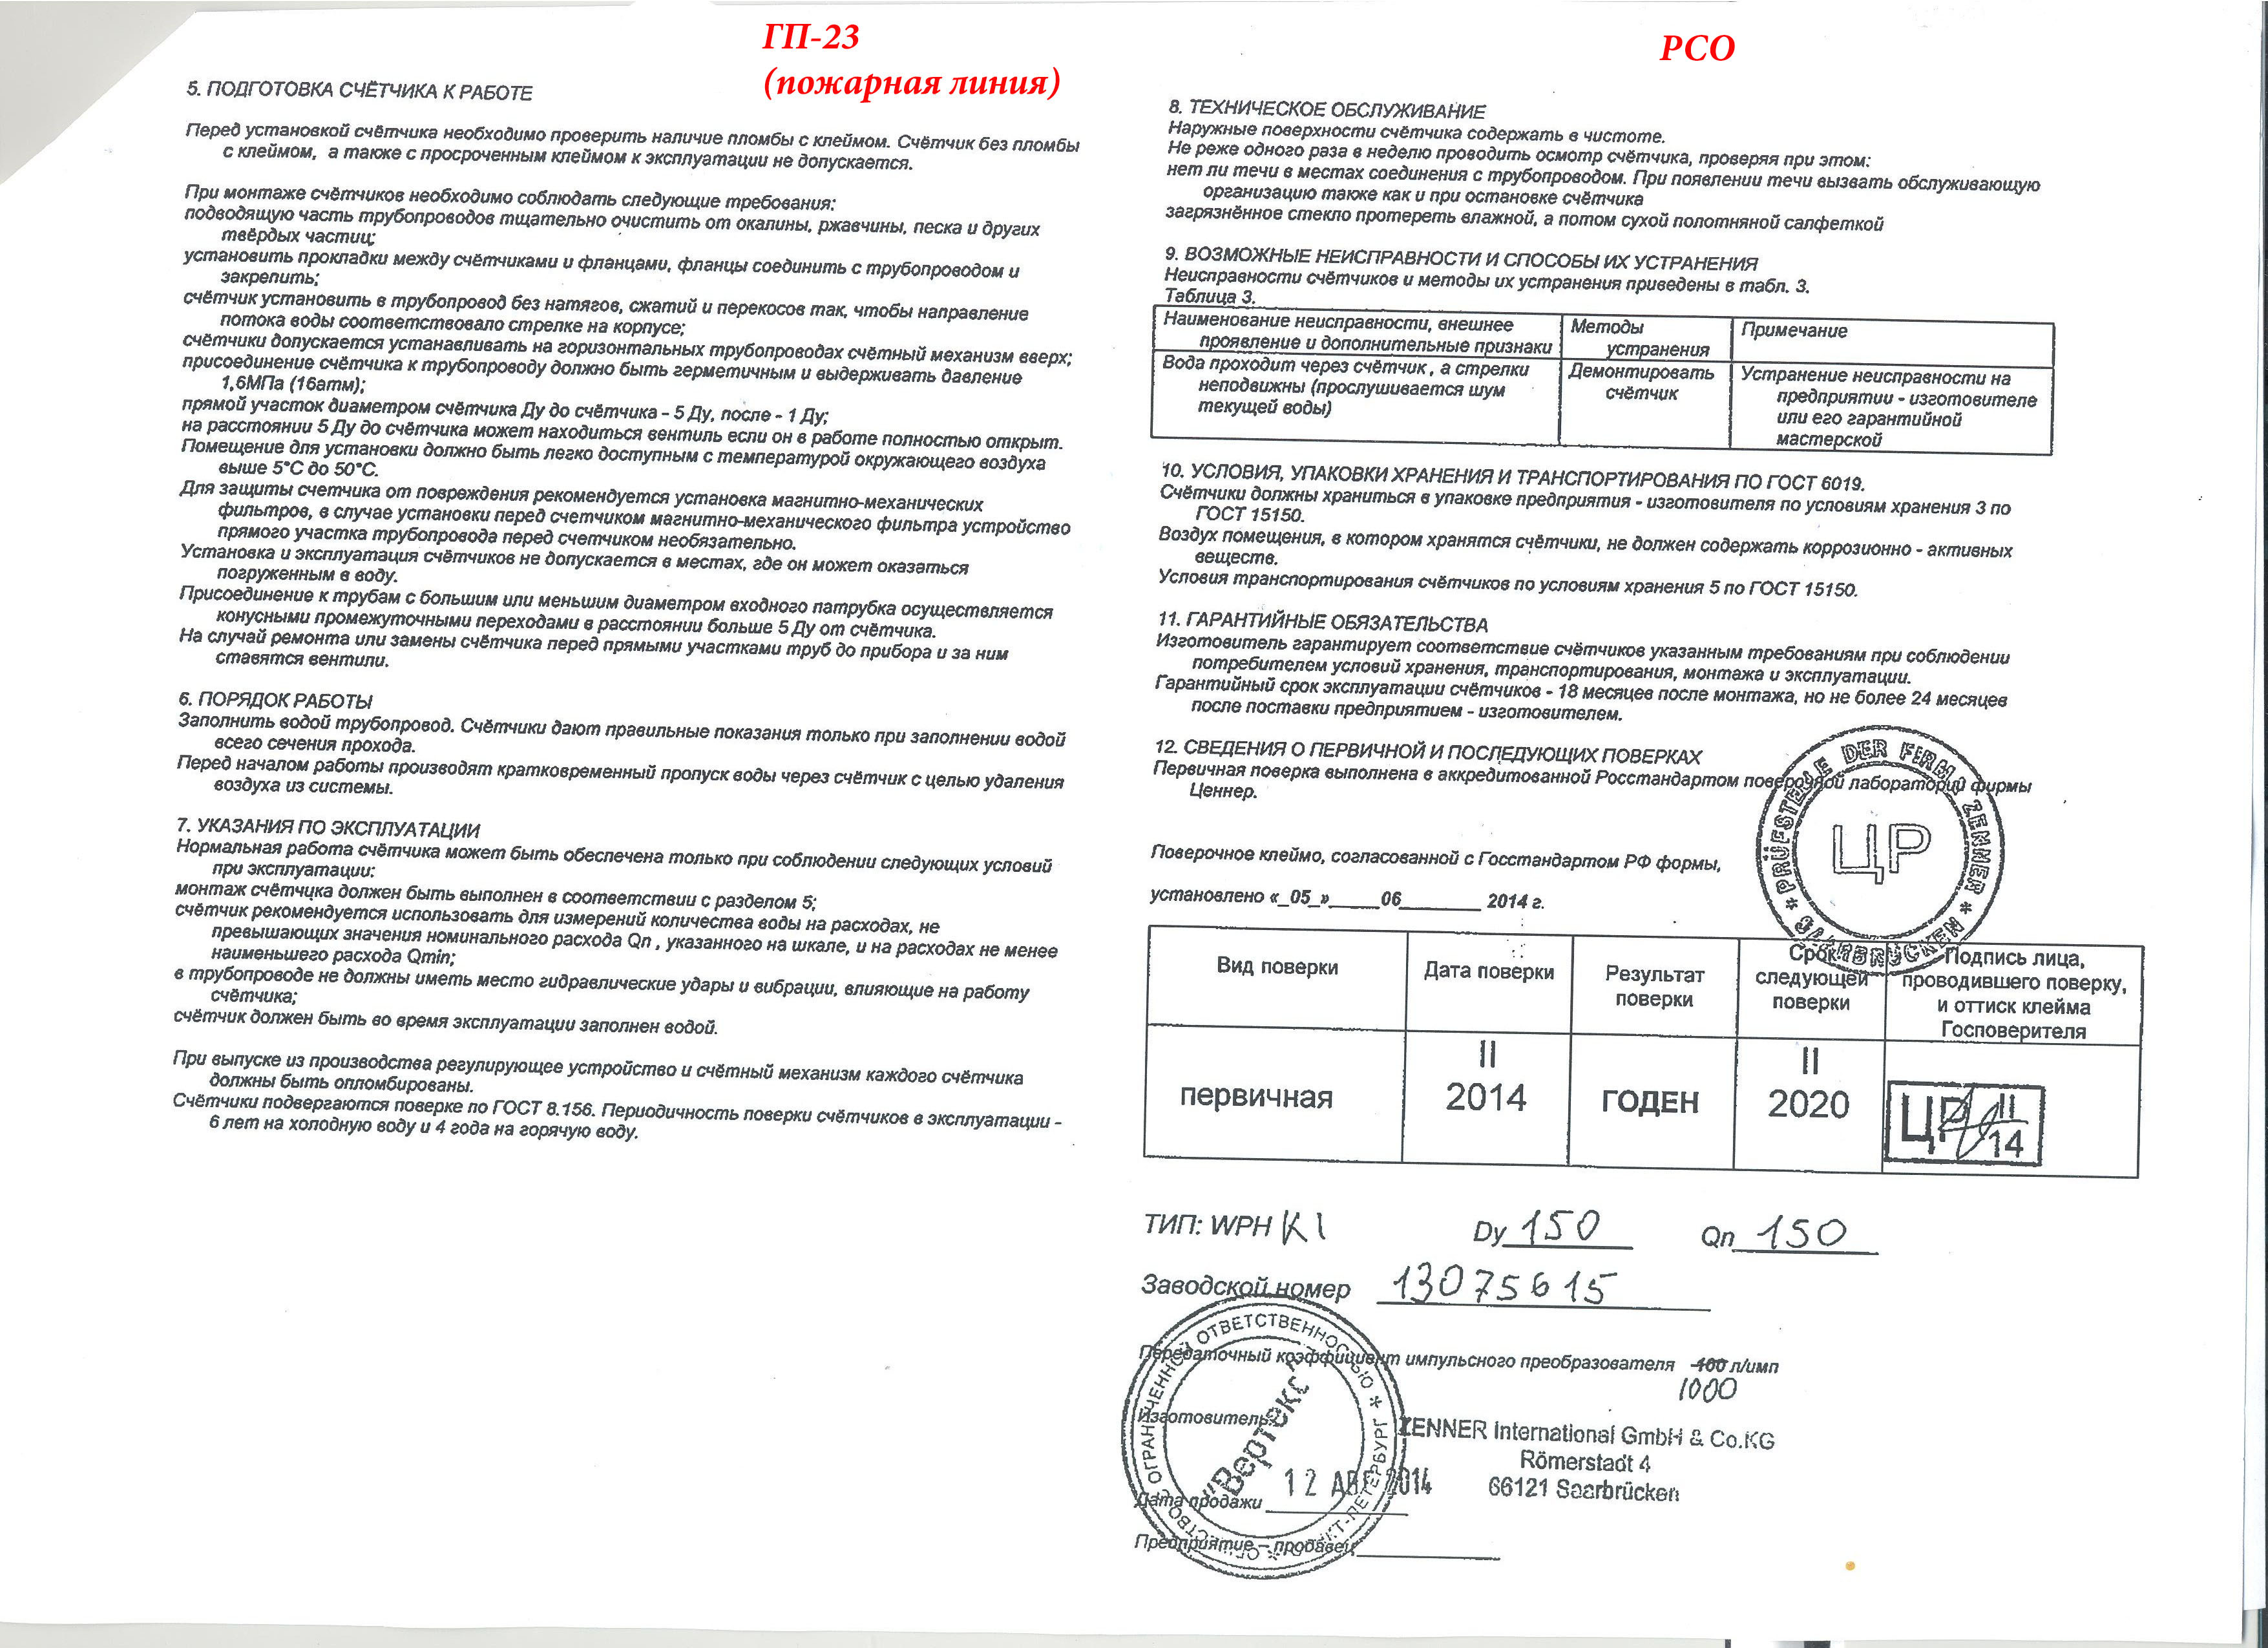 ГП-23
(пожарная линия)
РСО
5. ПОДГОТОВКА СЧЁТЧИКА К РАБОТЕ
Перед установкой счётчика необходимо проверить наличие пломбы с клеймом. Счётчик без пломбы
с клеймом, а также с просроченным клеймом к эксплуатации не допускается.
При монтаже счётчиков необходимо соблюдать следующие требования:
подводящую часть трубопроводов тщательно очистить от окалины, ржавчины, песка и других
твёрдых частиц;
установить прокладки между счётчиками и фланцами, фланцы соединить с трубопроводом и
закрепить;
счётчик установить в трубопровод без натягов, сжатий и перекосов так, чтобы направление
потока воды соответствовало стрелке на корпусе;
счётчики допускается устанавливать на горизонтальных трубопроводах счётный механизм вверх;
присоединение счётчика к трубопроводу должно быть герметичным и выдерживать давление
1,6МПа (16атм);
прямой участок диаметром счётчика Ду до счётчика - 5 Ду, после - 1 Ду;
на расстоянии 5 Ду до счётчика может находиться вентиль если он в работе полностью открыт.
Помещение для установки должно быть легко доступным с температурой окружающего воздуха
выше 5°С до 50°С.
Для защиты счетчика от повреждения рекомендуется установка магнитно-механических
фильтров, в случае установки перед счетчиком магнитно-механического фильтра устройство
прямого участка трубопровода перед счетчиком необязательно.
Установка и эксплуатация счётчиков не допускается в местах, где он может оказаться
погруженным в воду.
Присоединение к трубам с большим или меньшим диаметром входного патрубка осуществляется
конусными промежуточными переходами в расстоянии больше 5 Ду от счётчика.
На случай ремонта или замены счётчика перед прямыми участками труб до прибора и за ним
ставятся вентили.
6. ПОРЯДОК РАБОТЫ
Заполнить водой трубопровод. Счётчики дают правильные показания только при заполнении водой
всего сечения прохода.
Перед началом работы производят кратковременный пропуск воды через счётчик с целью удаления
воздуха из системы.
7. УКАЗАНИЯ ПО ЭКСПЛУАТАЦИИ
Нормальная работа счётчика может быть обеспечена только при соблюдении следующих условий
при эксплуатации:
монтаж счётчика должен быть выполнен в соответствии с разделом 5;
счётчик рекомендуется использовать для измерений количества воды на расходах, не
превышающих значения номинального расхода Qn , указанного на шкале, и на расходах не менее
наименьшего расхода Qmin;
в трубопроводе не должны иметь место гидравлические удары и вибрации, влияющие на работу
счётчика;
счётчик должен быть во время эксплуатации заполнен водой.
При выпуске из производства регулирующее устройство и счётный механизм каждого счётчика
должны быть опломбированы.
Счётчики подвергаются поверке по ГОСТ 8.156. Периодичность поверки счётчиков в эксплуатации -
6 лет на холодную воду и 4 года на горячую воду.
8. ТЕХНИЧЕСКОЕ ОБСЛУЖИВАНИЕ
Наружные поверхности счётчика содержать в чистоте.
Не реже одного раза в неделю проводить осмотр счётчика, проверяя при этом:
нет ли течи в местах соединения с трубопроводом. При появлении течи вызвать обслуживающую
организацию также как и при остановке счётчика
загрязнённое стекло протереть влажной, а потом сухой полотняной салфеткой
9. ВОЗМОЖНЫЕ НЕИСПРАВНОСТИ И СПОСОБЫ ИХ УСТРАНЕНИЯ
Неисправности счётчиков и методы их устранения приведены в табл. 3.
Таблица 3.
Наименование неисправности, внешнее
проявление и дополнительные признаки
Методы
устранения
Примечание
Вода проходит через счётчик , а стрелки
неподвижны (прослушивается шум
текущей воды)
Демонтировать
счётчик
Устранение неисправности на
предприятии - изготовителе
или его гарантийной
мастерской
10. УСЛОВИЯ, УПАКОВКИ ХРАНЕНИЯ И ТРАНСПОРТИРОВАНИЯ ПО ГОСТ 6019.
Счётчики должны храниться в упаковке предприятия - изготовителя по условиям хранения 3 по
ГОСТ 15150.
Воздух помещения, в котором хранятся счётчики, не должен содержать коррозионно - активных
веществ.
Условия транспортирования счётчиков по условиям хранения 5 по ГОСТ 15150.
11. ГАРАНТИЙНЫЕ ОБЯЗАТЕЛЬСТВА
Изготовитель гарантирует соответствие счётчиков указанным требованиям при соблюдении
потребителем условий хранения, транспортирования, монтажа и эксплуатации.
Гарантийный срок эксплуатации счётчиков - 18 месяцев после монтажа, но не более 24 месяцев
после поставки предприятием - изготовителем.
12. СВЕДЕНИЯ О ПЕРВИЧНОЙ И ПОСЛЕДУЮЩИХ ПОВЕРКАХ
Первичная поверка выполнена в аккредитованной Росстандартом поверочной лаборатории фирмы
Ценнер.
PRÜFSTELLE DER FIRMA ZENNER * SAARBRÜCKEN *
ЦР
Поверочное клеймо, согласованной с Госстандартом РФ формы,
установлено «_05_»_____06________ 2014 г.
Вид поверки
Дата поверки
Результат
поверки
Срок
следующей
поверки
Подпись лица,
проводившего поверку,
и оттиск клейма
Госповерителя
первичная
II
2014
ГОДЕН
II
2020
ЦР II
14
ТИП: WPH K I
Dy 150
Qn 150
Заводской номер 13075615
Передаточный коэффициент импульсного преобразователя 100 л/имп
1000
Изготовитель:
ZENNER International GmbH & Co.KG
Römerstadt 4
66121 Saarbrücken
Дата продажи 12 АВГ 2014
Предприятие – продавец
ОБЩЕСТВО С ОГРАНИЧЕННОЙ ОТВЕТСТВЕННОСТЬЮ * САНКТ-ПЕТЕРБУРГ *
"Вертекс"